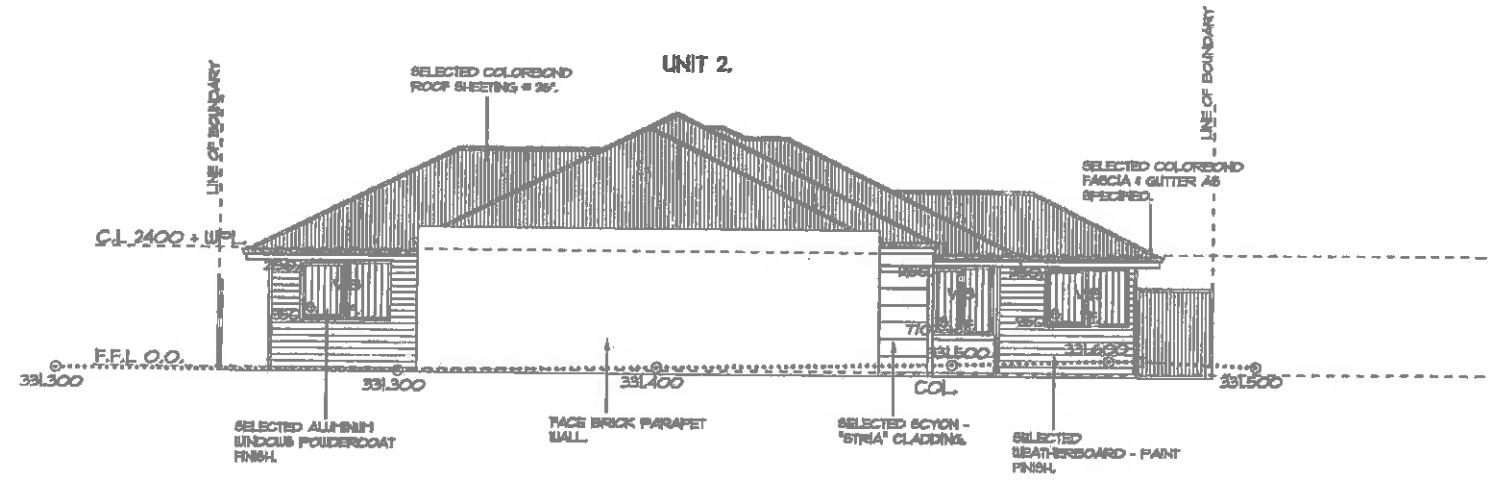 UNIT 2.
SELECTED COLORBOND
ROOF SHEETING @
LINE OF BOUNDARY
LINE OF BOUNDARY
SELECTED COLORBOND
FASCIA & GUTTER AS
SPECIFIED.
C.L 2400 + W.P.L.
F.F.L 0.0.
331.300
331.300
331.400
331.500
331.600
331.500
770
COL.
SELECTED ALUMINIUM
WINDOWS POWDERCOAT
FINISH.
FACE BRICK PARAPET
WALL.
SELECTED SCYON -
"STRIA" CLADDING.
SELECTED
WEATHERBOARD - PAINT
FINISH.